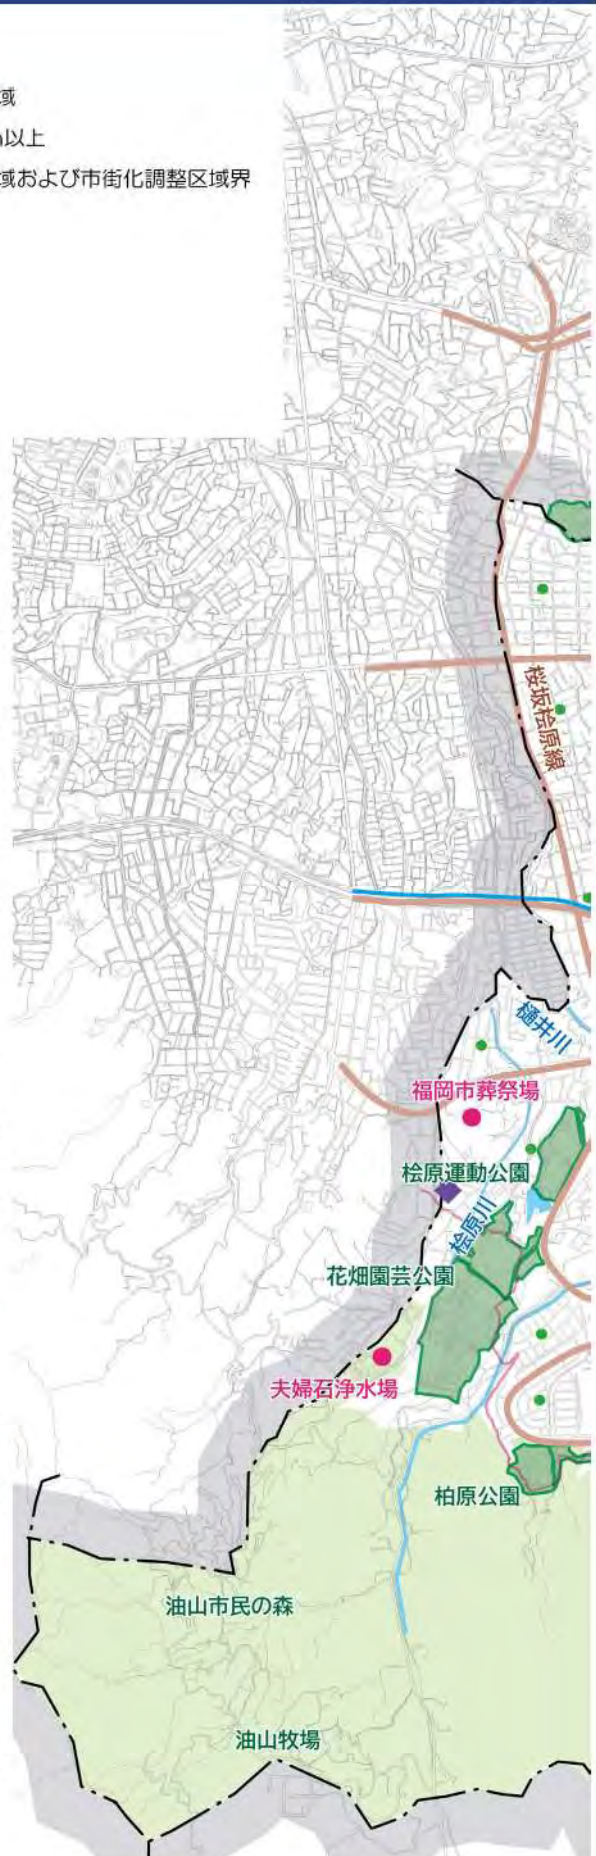 域
以上
域および市街化調整区域界
桜坂桧原線
樋井川
福岡市葬祭場
桧原運動公園
桧原川
花畑園芸公園
夫婦石浄水場
柏原公園
油山市民の森
油山牧場